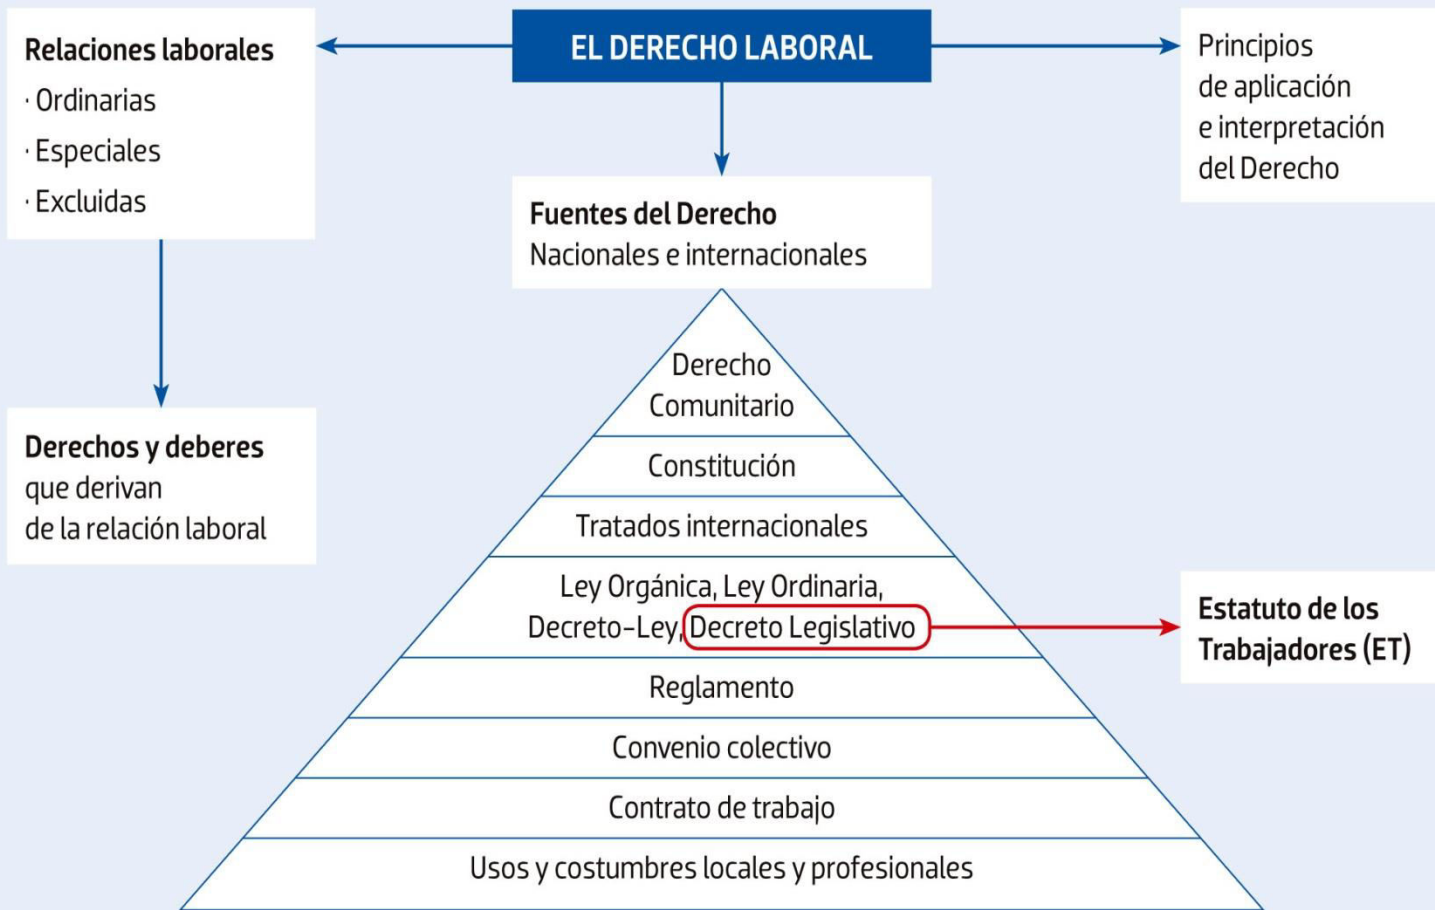 EL DERECHO LABORAL
Relaciones laborales
· Ordinarias
· Especiales
· Excluidas
Principios
de aplicación
e interpretación
del Derecho
Fuentes del Derecho
Nacionales e internacionales
Derechos y deberes
que derivan
de la relación laboral
Derecho
Comunitario
Constitución
Tratados internacionales
Ley Orgánica, Ley Ordinaria,
Decreto-Ley, Decreto Legislativo
Estatuto de los
Trabajadores (ET)
Reglamento
Convenio colectivo
Contrato de trabajo
Usos y costumbres locales y profesionales